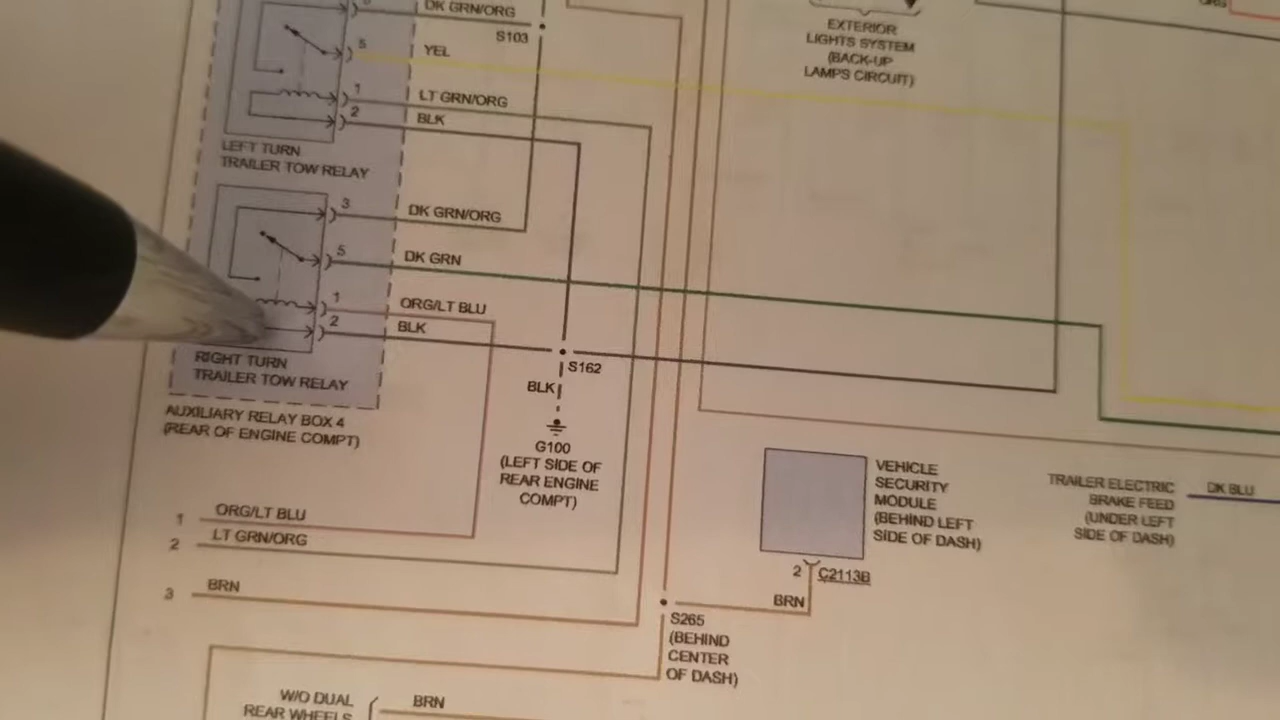 DK GRN/ORG
S103
5
YEL
1
LT GRN/ORG
2
BLK
LEFT TURN
TRAILER TOW RELAY
3
DK GRN/ORG
5
DK GRN
1
ORG/LT BLU
2
BLK
RIGHT TURN
TRAILER TOW RELAY
AUXILIARY RELAY BOX 4
(REAR OF ENGINE COMPT)
S162
BLK
G100
(LEFT SIDE OF
REAR ENGINE
COMPT)
EXTERIOR
LIGHTS SYSTEM
(BACK-UP
LAMPS CIRCUIT)
1 ORG/LT BLU
2 LT GRN/ORG
3 BRN
VEHICLE
SECURITY
MODULE
(BEHIND LEFT
SIDE OF DASH)
2 C2113B
BRN
S265
(BEHIND
CENTER
OF DASH)
TRAILER ELECTRIC
BRAKE FEED
(UNDER LEFT
SIDE OF DASH)
DK BLU
W/O DUAL
REAR WHEELS
BRN